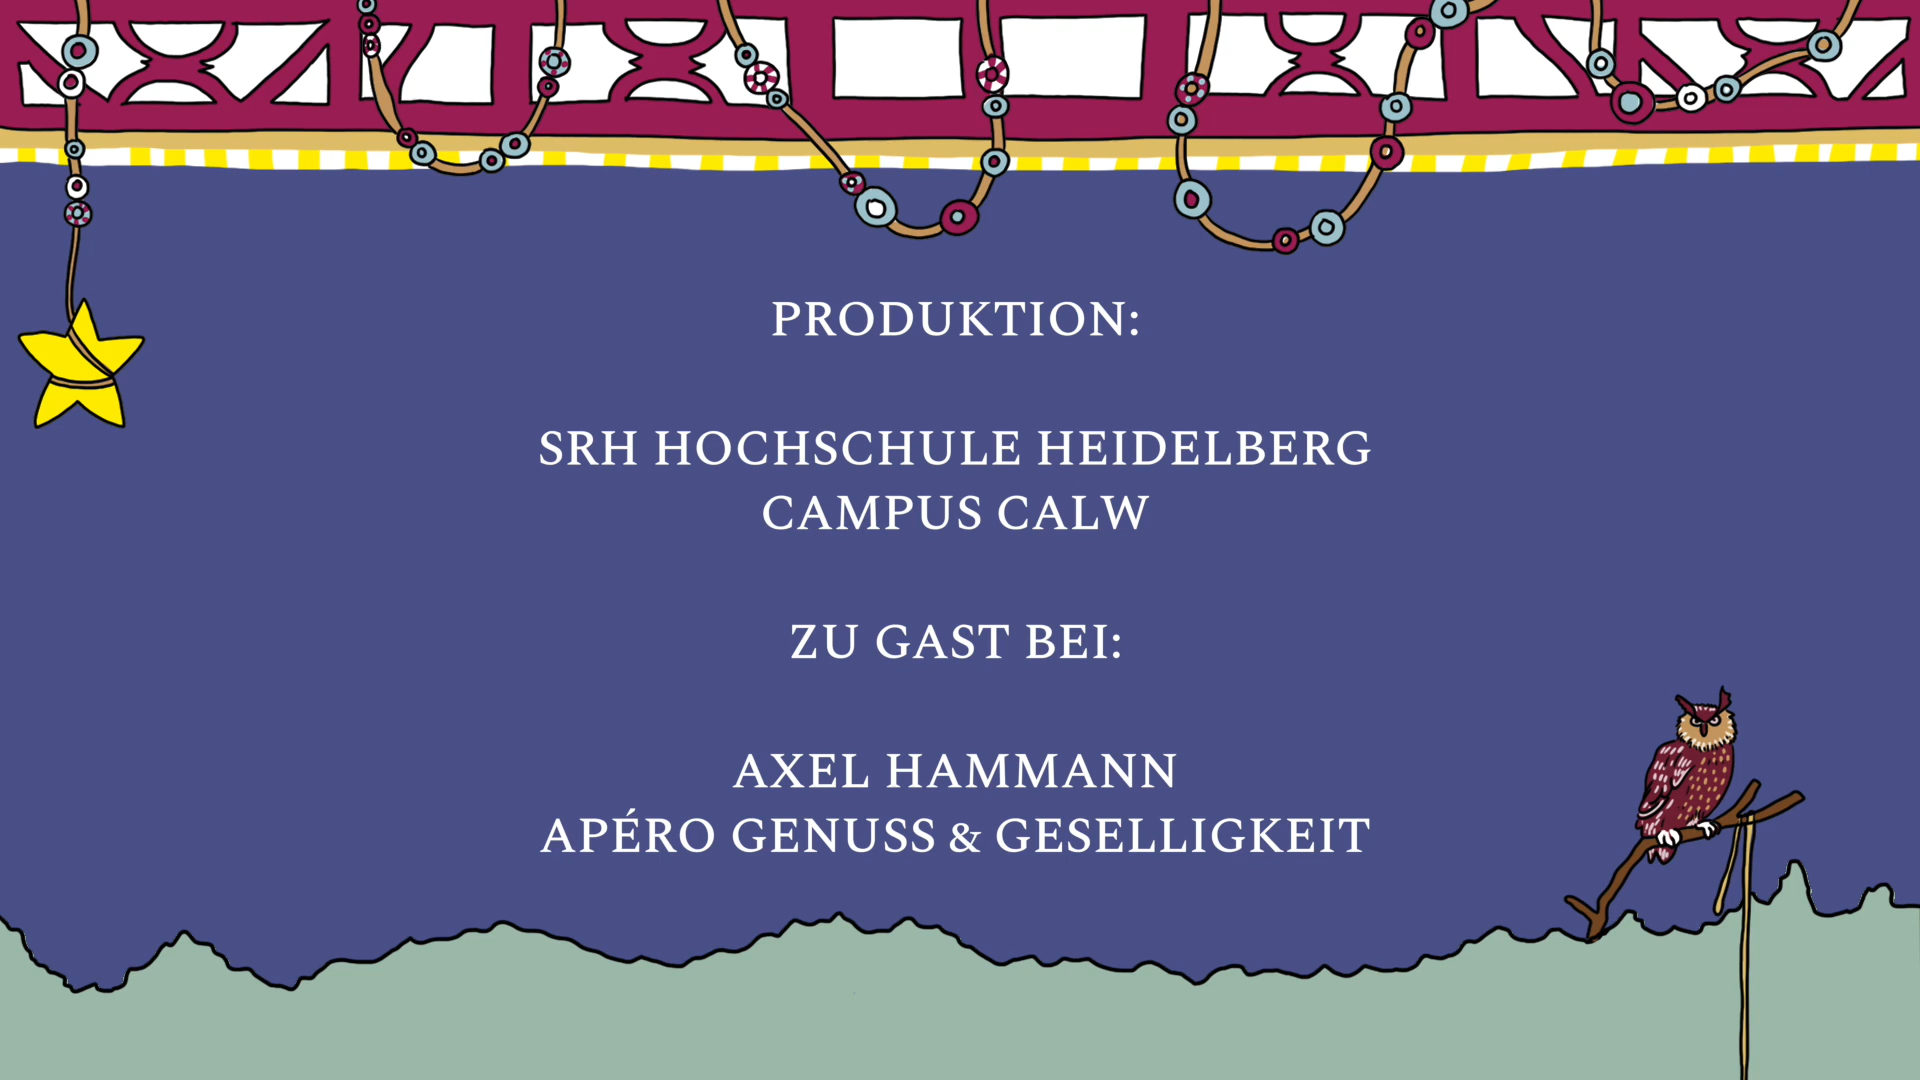 PRODUKTION:
SRH HOCHSCHULE HEIDELBERG
CAMPUS CALW
ZU GAST BEI:
AXEL HAMMANN
APÉRO GENUSS & GESELLIGKEIT